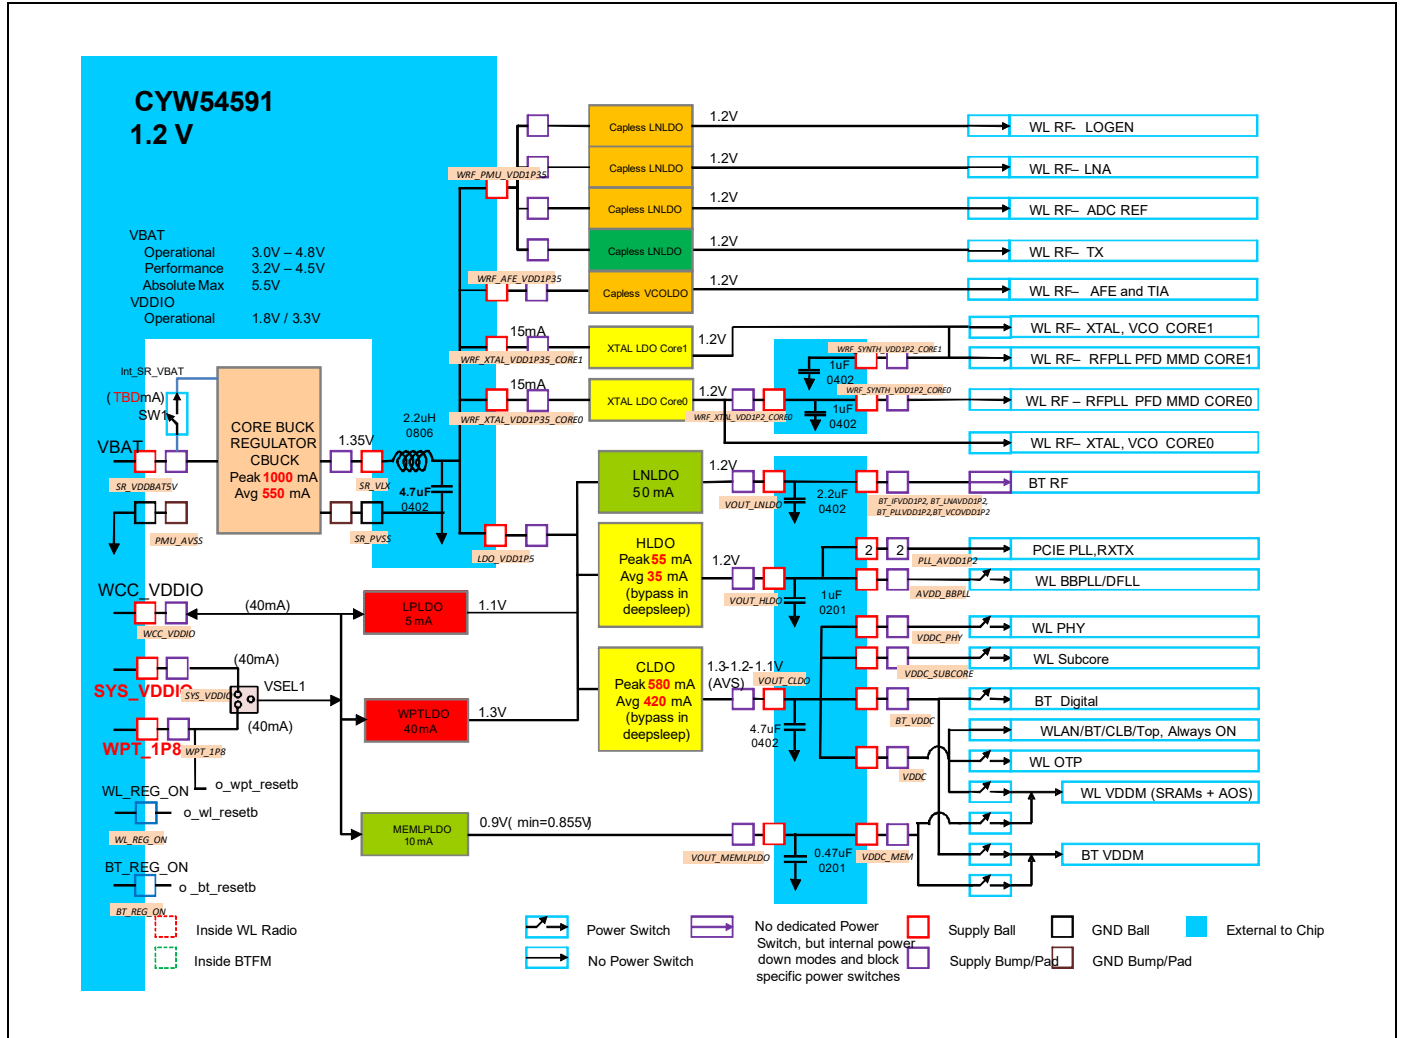 CYW54591
1.2 V
VBAT
Operational 3.0V – 4.8V
Performance 3.2V – 4.5V
Absolute Max 5.5V
VDDIO
Operational 1.8V / 3.3V
WRF_PMU_VDD1P35
Capless LNLDO
1.2V
WL RF- LOGEN
Capless LNLDO
1.2V
WL RF– LNA
Capless LNLDO
1.2V
WL RF– ADC REF
Capless LNLDO
1.2V
WL RF– TX
WRF_AFE_VDD1P35
Capless VCOLDO
1.2V
WL RF– AFE and TIA
15mA
WRF_XTAL_VDD1P35_CORE1
XTAL LDO Core1
1.2V
WL RF– XTAL, VCO CORE1
WRF_SYNTH_VDD1P2_CORE1
1uF
0402
WL RF– RFPLL PFD MMD CORE1
15mA
WRF_XTAL_VDD1P35_CORE0
XTAL LDO Core0
1.2V
WRF_XTAL_VDD1P2_CORE0
WRF_SYNTH_VDD1P2_CORE0
1uF
0402
WL RF – RFPLL PFD MMD CORE0
WL RF– XTAL, VCO CORE0
Int_SR_VBAT
(TBDmA)
SW1
VBAT
SR_VDDBAT5V
PMU_AVSS
CORE BUCK
REGULATOR
CBUCK
Peak 1000 mA
Avg 550 mA
1.35V
SR_VLX
SR_PVSS
2.2uH
0806
4.7uF
0402
LDO_VDD1P5
LNLDO
50 mA
1.2V
VOUT_LNLDO
2.2uF
0402
BT_IFVDD1P2, BT_LNAVDD1P2,
BT_PLLVDD1P2,BT_VCOVDD1P2
BT RF
HLDO
Peak 55 mA
Avg 35 mA
(bypass in
deepsleep)
1.2V
VOUT_HLDO
1uF
0201
2 2
PLL_AVDD1P2
PCIE PLL,RXTX
AVDD_BBPLL
WL BBPLL/DFLL
WCC_VDDIO
WCC_VDDIO
(40mA)
LPLDO
5 mA
1.1V
SYS_VDDIO
SYS_VDDIO
(40mA)
VSEL1
(40mA)
WPT_1P8
WPT_1P8
o_wpt_resetb
WPTLDO
40 mA
1.3V
CLDO
Peak 580 mA
Avg 420 mA
(bypass in
deepsleep)
1.3-1.2-1.1V
(AVS)
VOUT_CLDO
4.7uF
0402
VDDC_PHY
WL PHY
VDDC_SUBCORE
WL Subcore
BT_VDDC
BT Digital
WLAN/BT/CLB/Top, Always ON
VDDC
WL OTP
WL VDDM (SRAMs + AOS)
WL_REG_ON
o_wl_resetb
WL_REG_ON
MEMLPLDO
10 mA
0.9V( min=0.855V)
VOUT_MEMLPLDO
0.47uF
0201
VDDC_MEM
BT VDDM
BT_REG_ON
o_bt_resetb
BT_REG_ON
Inside WL Radio
Inside BTFM
Power Switch
No Power Switch
No dedicated Power
Switch, but internal power
down modes and block
specific power switches
Supply Ball
Supply Bump/Pad
GND Ball
GND Bump/Pad
External to Chip